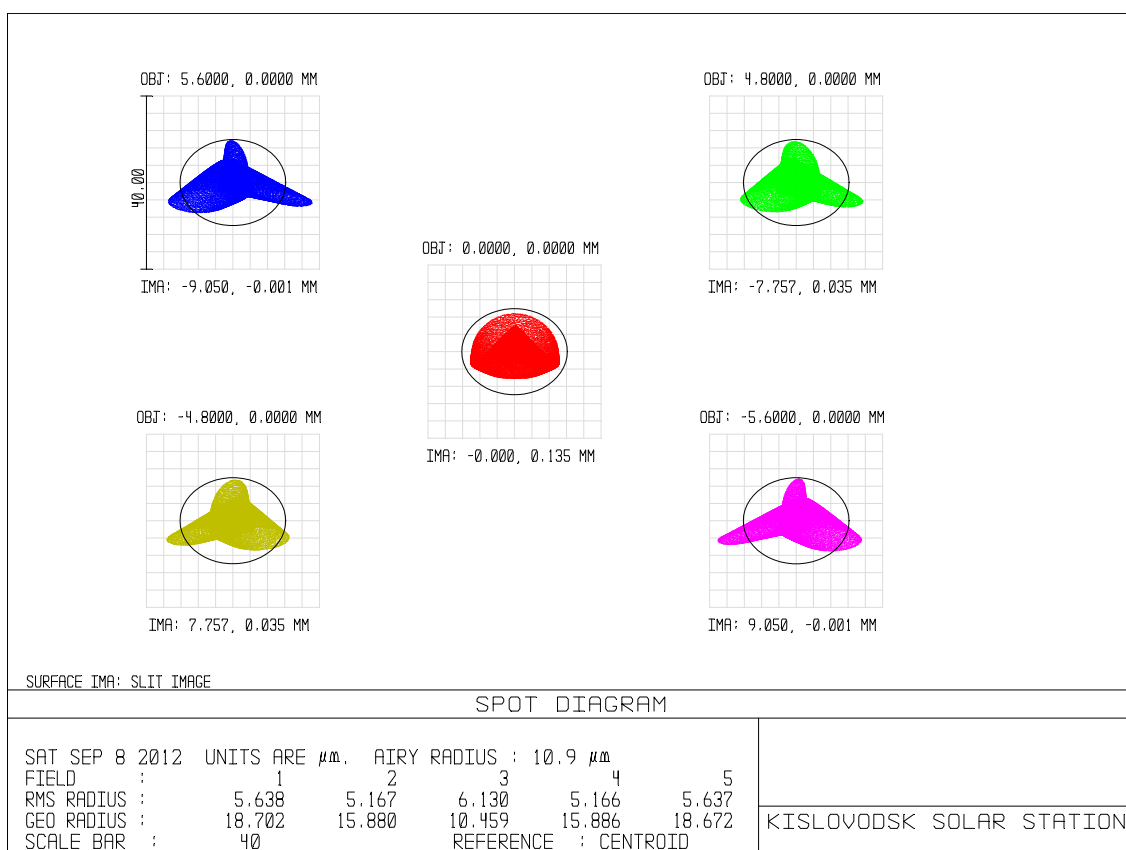 OBJ: 5.6000, 0.0000 MM
OBJ: 4.8000, 0.0000 MM
40.00
OBJ: 0.0000, 0.0000 MM
IMA: -9.050, -0.001 MM
IMA: -7.757, 0.035 MM
OBJ: -4.8000, 0.0000 MM
OBJ: -5.6000, 0.0000 MM
IMA: -0.000, 0.135 MM
IMA: 7.757, 0.035 MM
IMA: 9.050, -0.001 MM
SURFACE IMA: SLIT IMAGE
SPOT DIAGRAM
SAT SEP 8 2012 UNITS ARE µm. AIRY RADIUS : 10.9 µm
FIELD : 1 2 3 4 5
RMS RADIUS : 5.638 5.167 6.130 5.166 5.637
GEO RADIUS : 18.702 15.880 10.459 15.886 18.672
SCALE BAR : 40 REFERENCE : CENTROID
KISLOVODSK SOLAR STATION